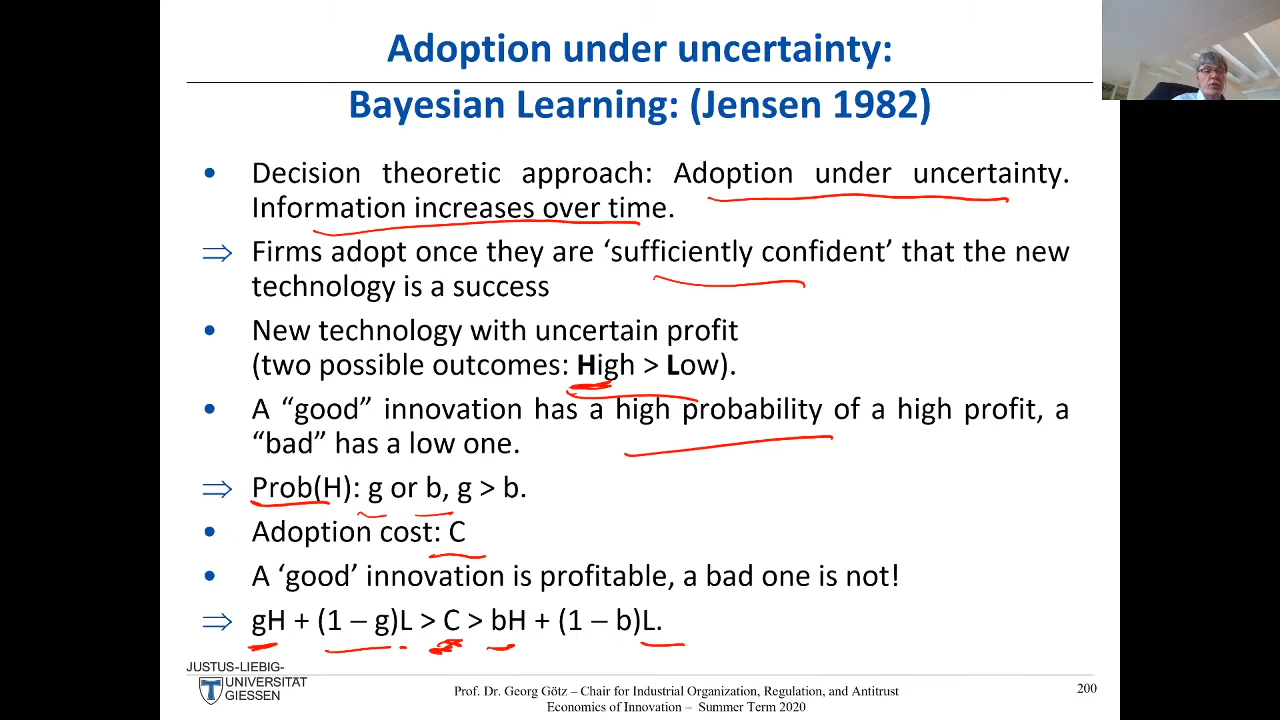 Adoption under uncertainty:
Bayesian Learning: (Jensen 1982)
• Decision theoretic approach: Adoption under uncertainty.
Information increases over time.
⇒ Firms adopt once they are ‘sufficiently confident’ that the new
technology is a success
• New technology with uncertain profit
(two possible outcomes: High > Low).
• A “good” innovation has a high probability of a high profit, a
“bad” has a low one.
⇒ Prob(H): g or b, g > b.
• Adoption cost: C
• A ‘good’ innovation is profitable, a bad one is not!
⇒ gH + (1 – g)L > C > bH + (1 – b)L.
JUSTUS-LIEBIG-
UNIVERSITÄT
GIESSEN
Prof. Dr. Georg Götz – Chair for Industrial Organization, Regulation, and Antitrust
Economics of Innovation – Summer Term 2020
200